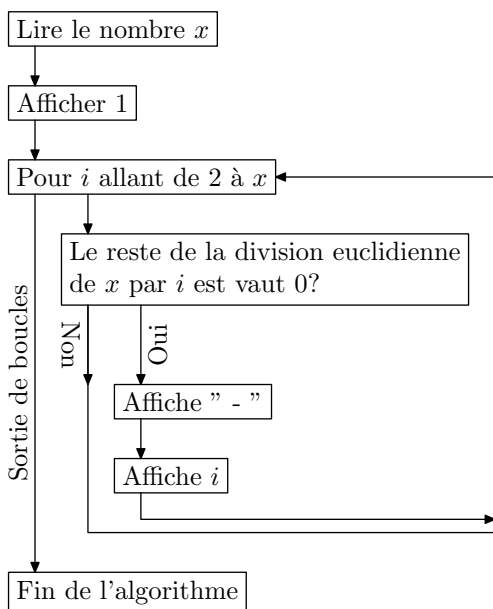 Lire le nombre x
Afficher 1
Pour i allant de 2 à x
Le reste de la division euclidienne
de x par i est vaut 0?
Non
Oui
Sortie de boucles
Affiche ” - ”
Affiche i
Fin de l'algorithme